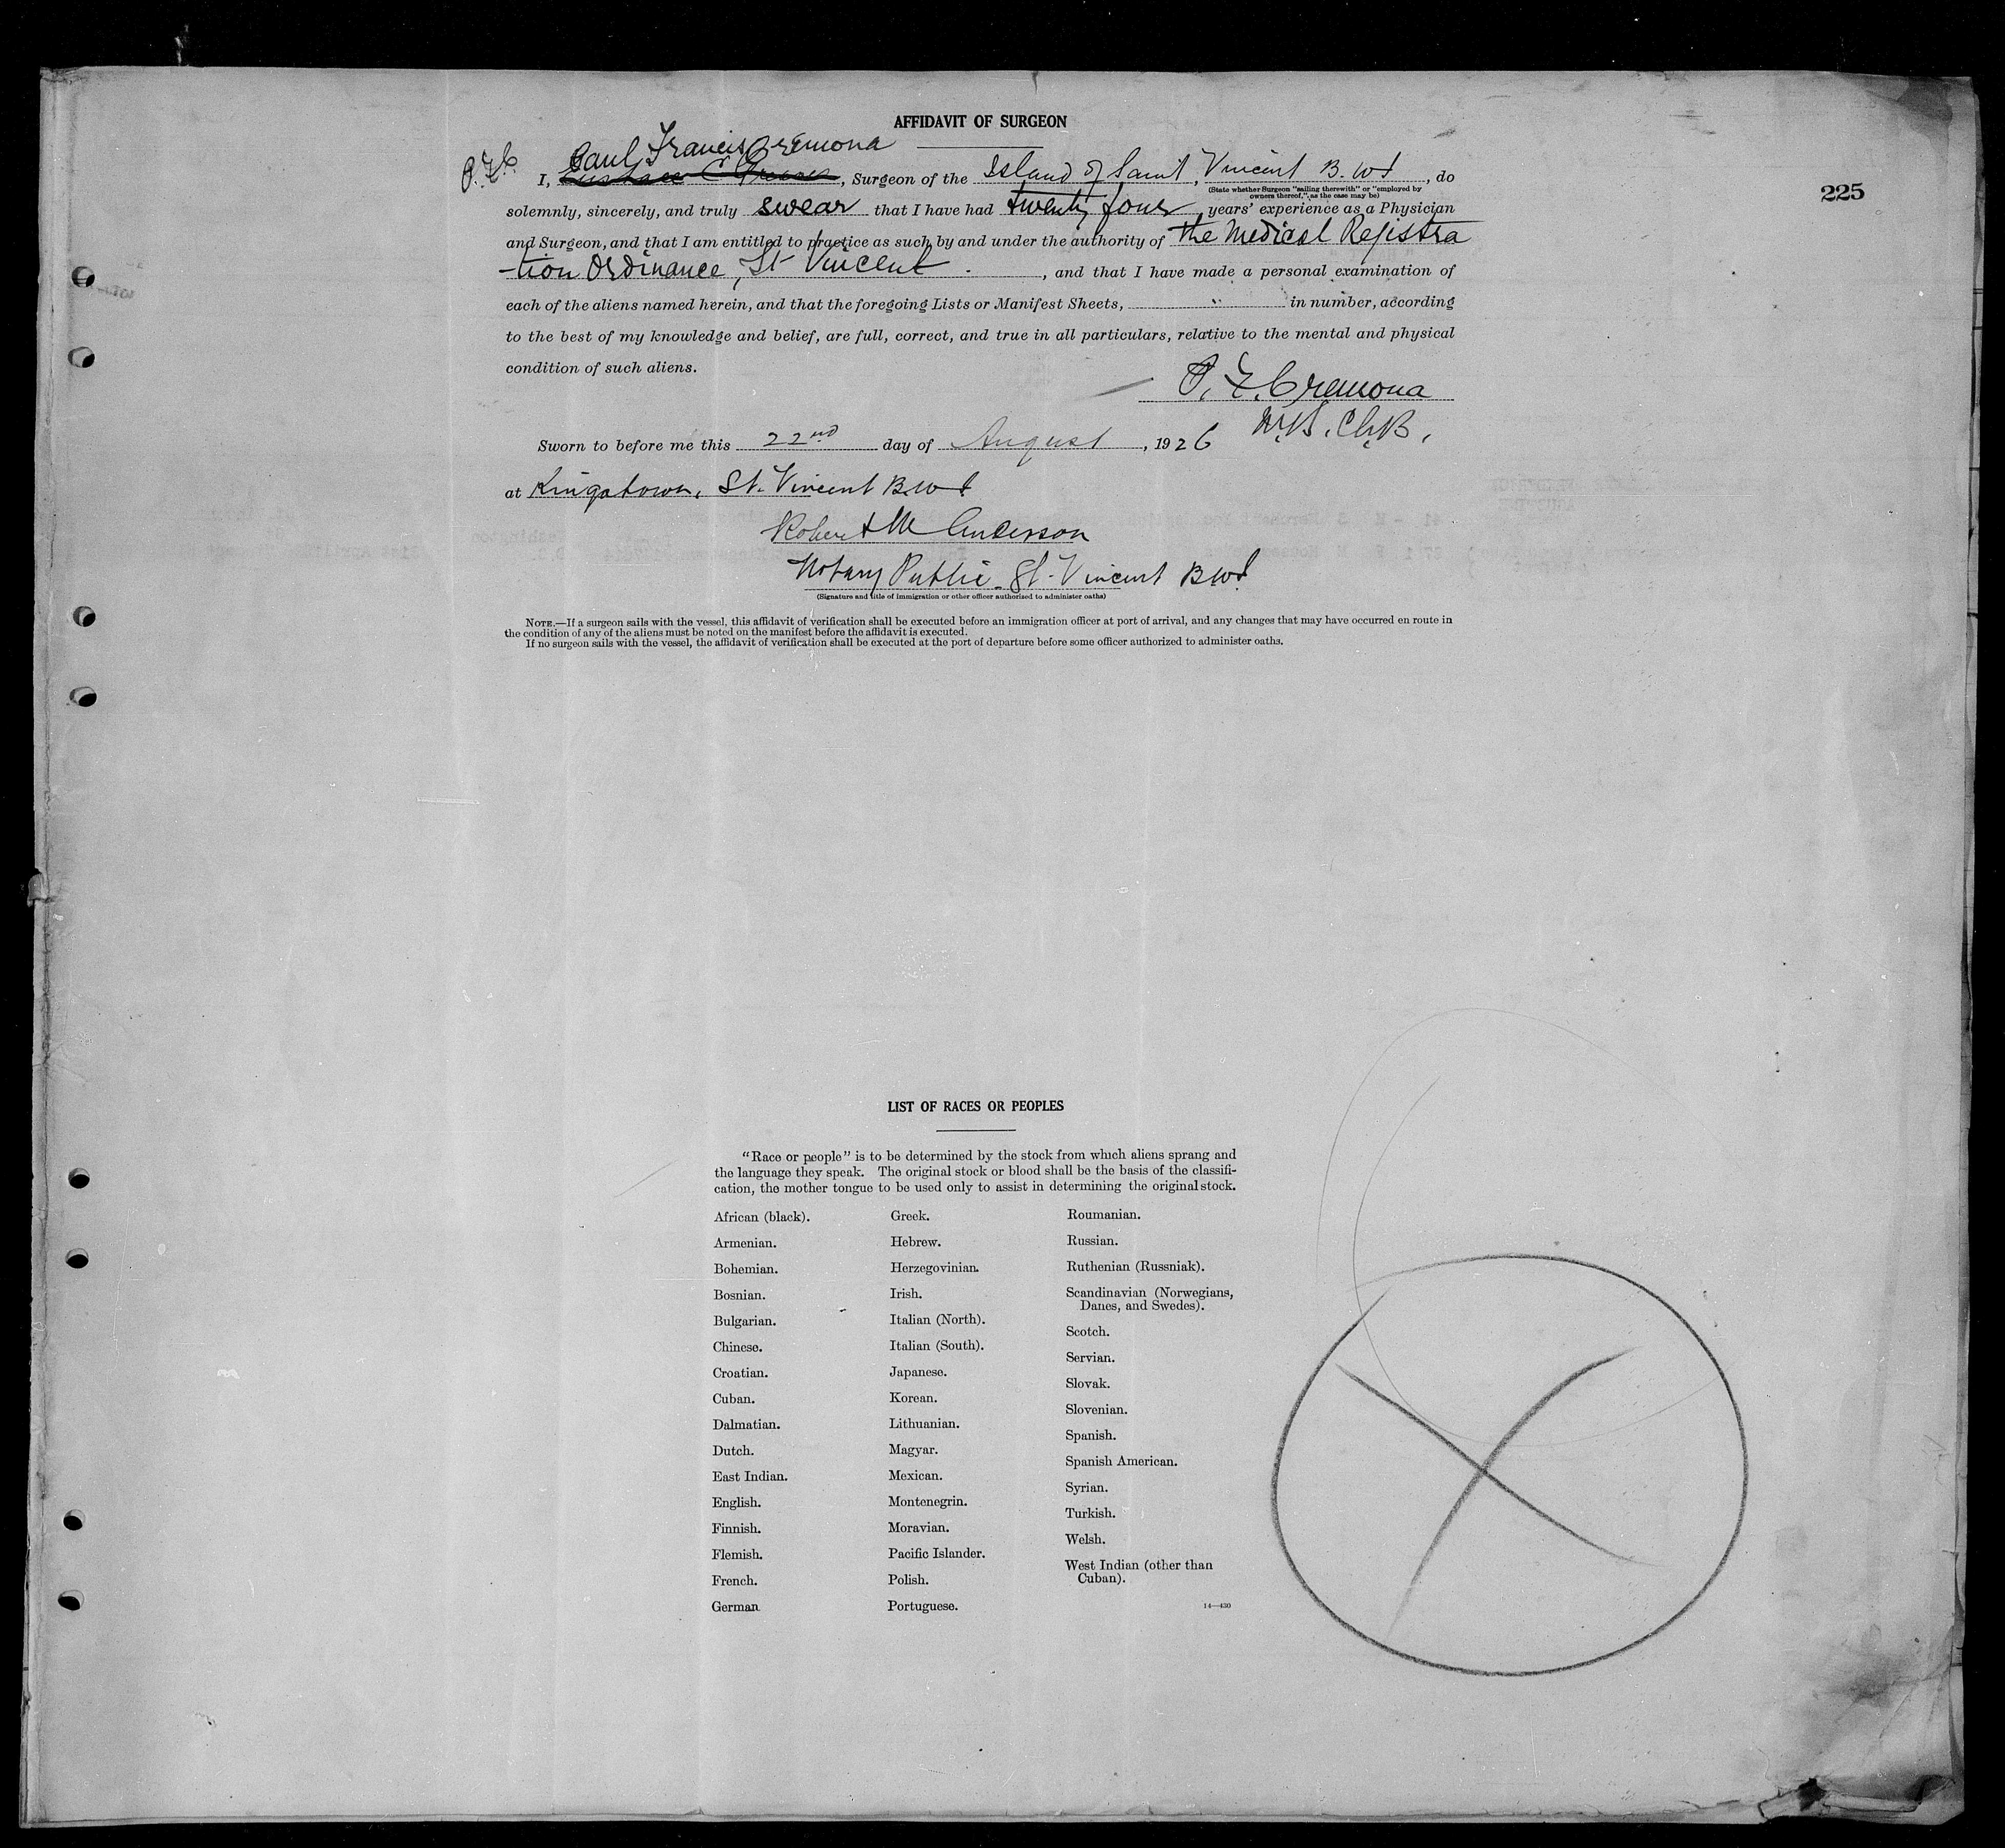 AFFIDAVIT OF SURGEON
P.F.C.
Paul Francis Cremona
I, Eustace C Greaves, Surgeon of the Island of Saint Vincent B.W.I, do
(State whether Surgeon "sailing therewith" or "employed by
owners thereof," as the case may be)
225
solemnly, sincerely, and truly swear that I have had twenty four years' experience as a Physician
and Surgeon, and that I am entitled to practice as such by and under the authority of the Medical Registra
-tion Ordinance, St Vincent., and that I have made a personal examination of
each of the aliens named herein, and that the foregoing Lists or Manifest Sheets, " in number, according
to the best of my knowledge and belief, are full, correct, and true in all particulars, relative to the mental and physical
condition of such aliens.
P. F. Cremona
M.B. Ch.B.
Sworn to before me this 22nd day of August, 1926
at Kingstown, St. Vincent B.W.I
Robert M Anderson
Notary Public St. Vincent BWI
(Signature and title of immigration or other officer authorized to administer oaths)
NOTE.—If a surgeon sails with the vessel, this affidavit of verification shall be executed before an immigration officer at port of arrival, and any changes that may have occurred en route in
the condition of any of the aliens must be noted on the manifest before the affidavit is executed.
If no surgeon sails with the vessel, the affidavit of verification shall be executed at the port of departure before some officer authorized to administer oaths.
LIST OF RACES OR PEOPLES
"Race or people" is to be determined by the stock from which aliens sprang and
the language they speak. The original stock or blood shall be the basis of the classifi-
cation, the mother tongue to be used only to assist in determining the original stock.
African (black).
Armenian.
Bohemian.
Bosnian.
Bulgarian.
Chinese.
Croatian.
Cuban.
Dalmatian.
Dutch.
East Indian.
English.
Finnish.
Flemish.
French.
German
Greek.
Hebrew.
Herzegovinian.
Irish.
Italian (North).
Italian (South).
Japanese.
Korean.
Lithuanian.
Magyar.
Mexican.
Montenegrin.
Moravian.
Pacific Islander.
Polish.
Portuguese.
Roumanian.
Russian.
Ruthenian (Russniak).
Scandinavian (Norwegians,
Danes, and Swedes).
Scotch.
Servian.
Slovak.
Slovenian.
Spanish.
Spanish American.
Syrian.
Turkish.
Welsh.
West Indian (other than
Cuban).
14—430